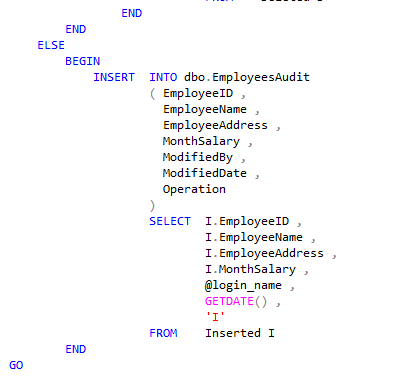 END
END
ELSE
BEGIN
INSERT  INTO dbo.EmployeesAudit
( EmployeeID ,
EmployeeName ,
EmployeeAddress ,
MonthSalary ,
ModifiedBy ,
ModifiedDate ,
Operation
)
SELECT  I.EmployeeID ,
I.EmployeeName ,
I.EmployeeAddress ,
I.MonthSalary ,
@login_name ,
GETDATE() ,
'I'
FROM    Inserted I
END
GO